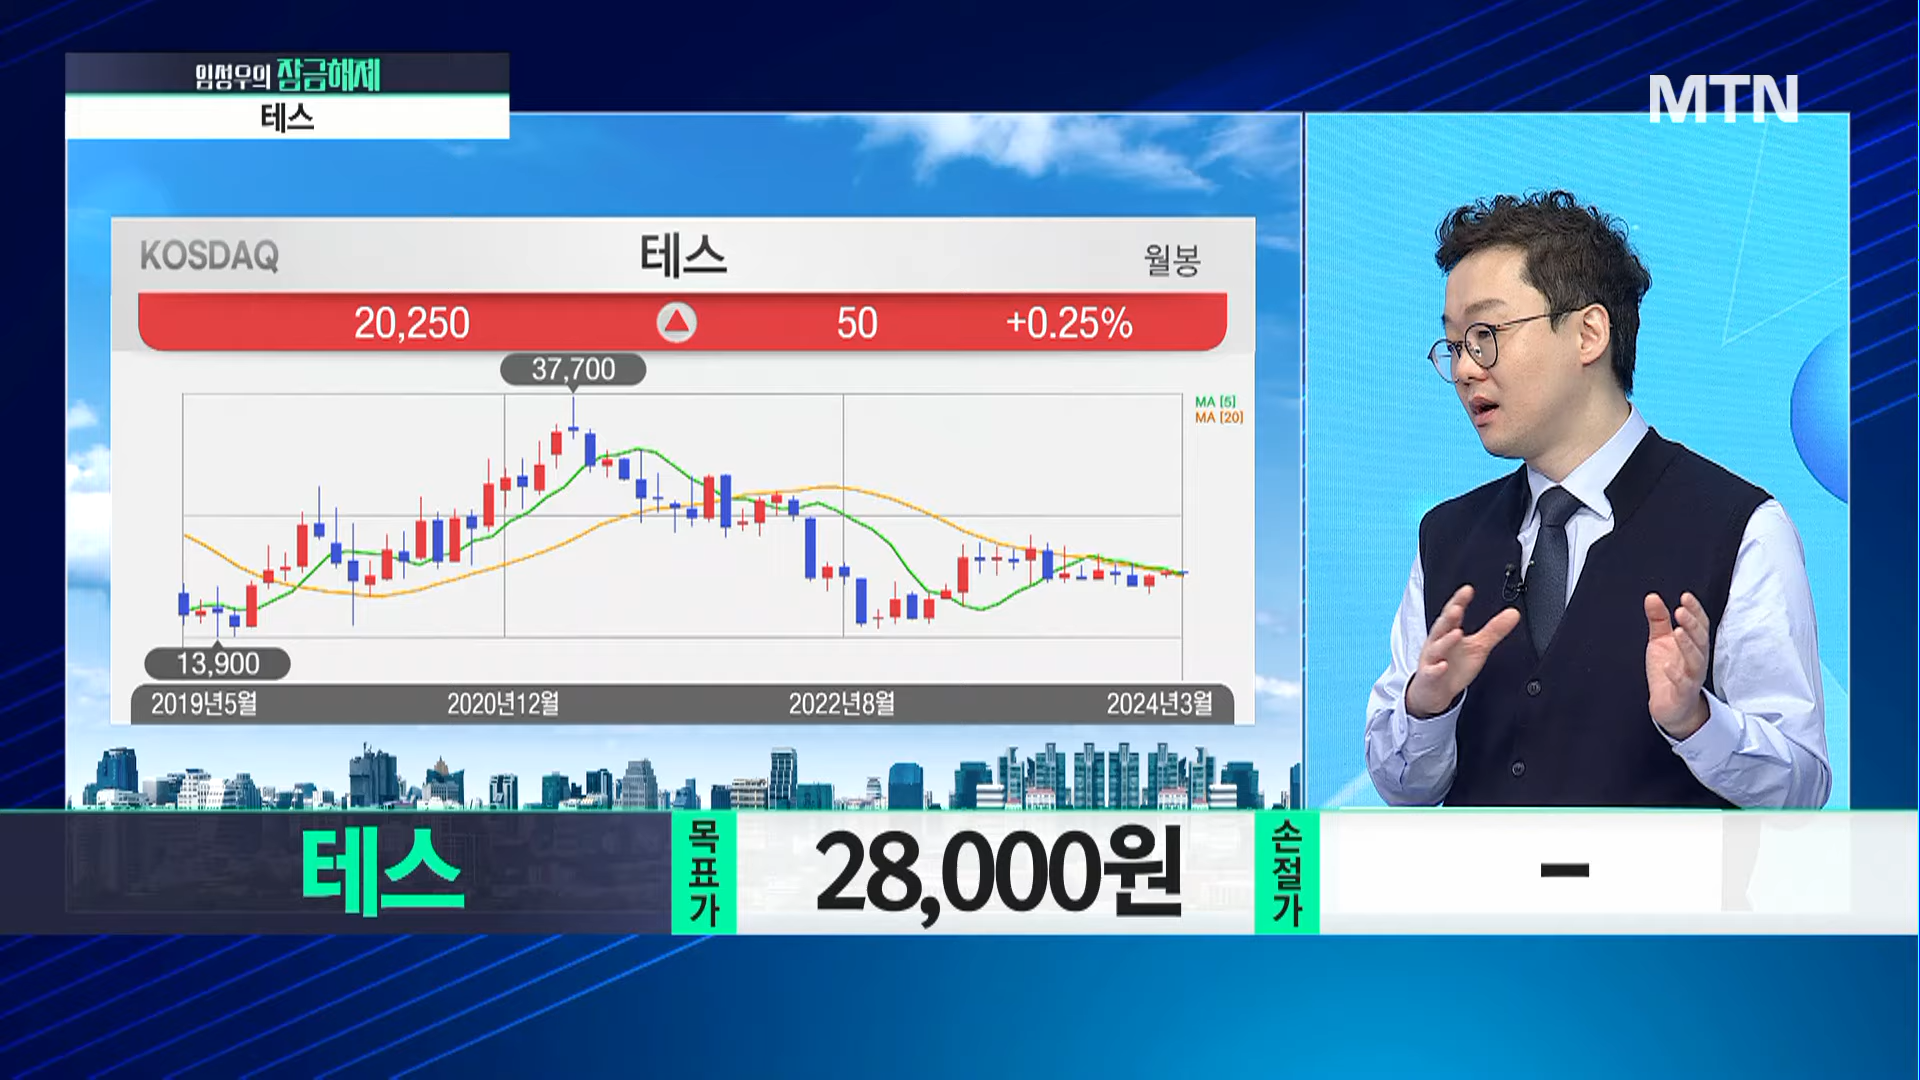 임성우의 잠금해제
테스
MTN
KOSDAQ
테스
월봉
20,250
50
+0.25%
37,700
MA [5]
MA [20]
13,900
2019년5월
2020년12월
2022년8월
2024년3월
테스
목표가
28,000원
손절가
-